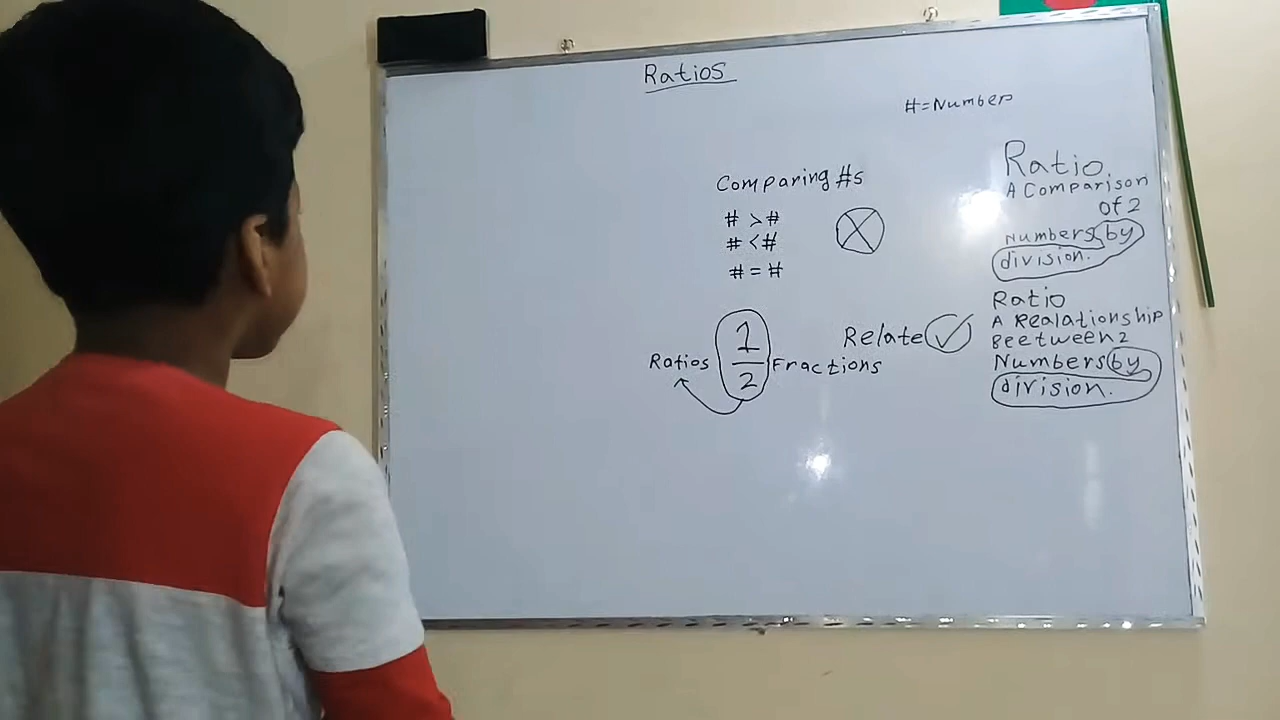 Ratios
#=Number
Comparing #s
# > #
# < #
# = #
Ratios 1/2 Fractions
Relate ✓
Ratio
A Comparison
of 2
Numbers by
division.
Ratio
A Realationship
Beetween 2
Numbers by
division.